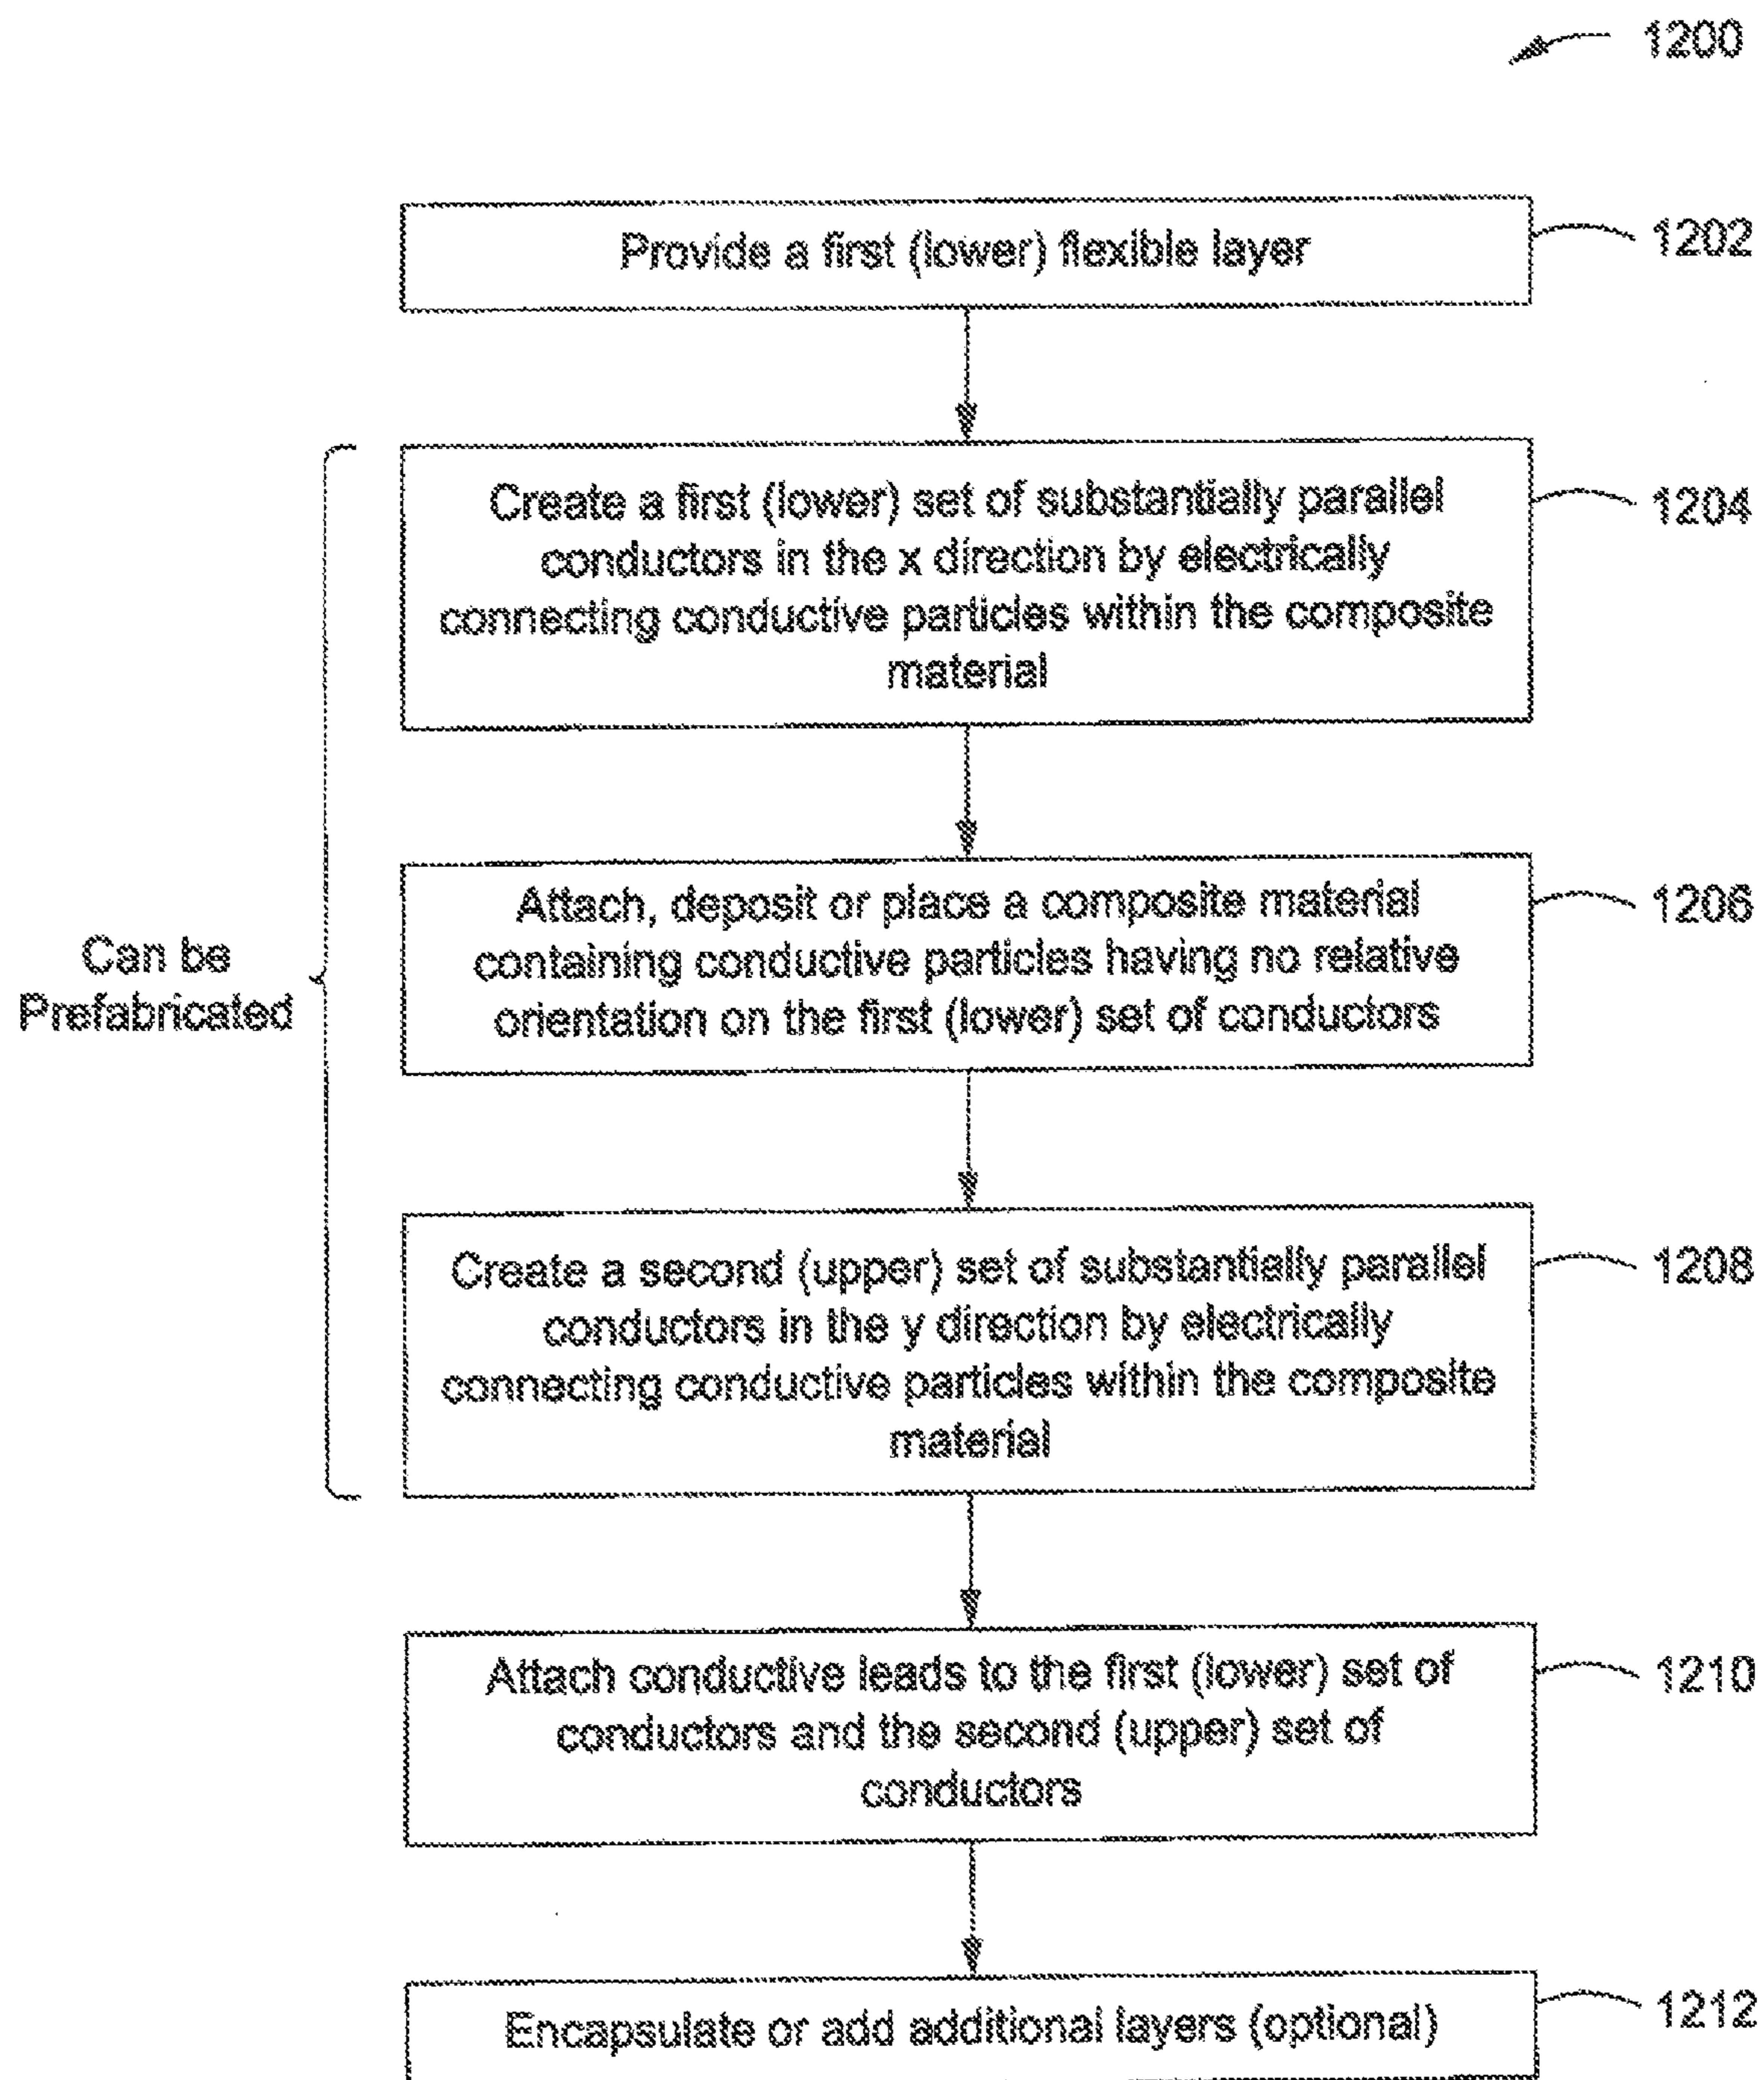 1200
Provide a first (lower) flexible layer
1202
Create a first (lower) set of substantially parallel
conductors in the x direction by electrically
connecting conductive particles within the composite
material
1204
Can be
Prefabricated
Attach, deposit or place a composite material
containing conductive particles having no relative
orientation on the first (lower) set of conductors
1206
Create a second (upper) set of substantially parallel
conductors in the y direction by electrically
connecting conductive particles within the composite
material
1208
Attach conductive leads to the first (lower) set of
conductors and the second (upper) set of
conductors
1210
Encapsulate or add additional layers (optional)
1212